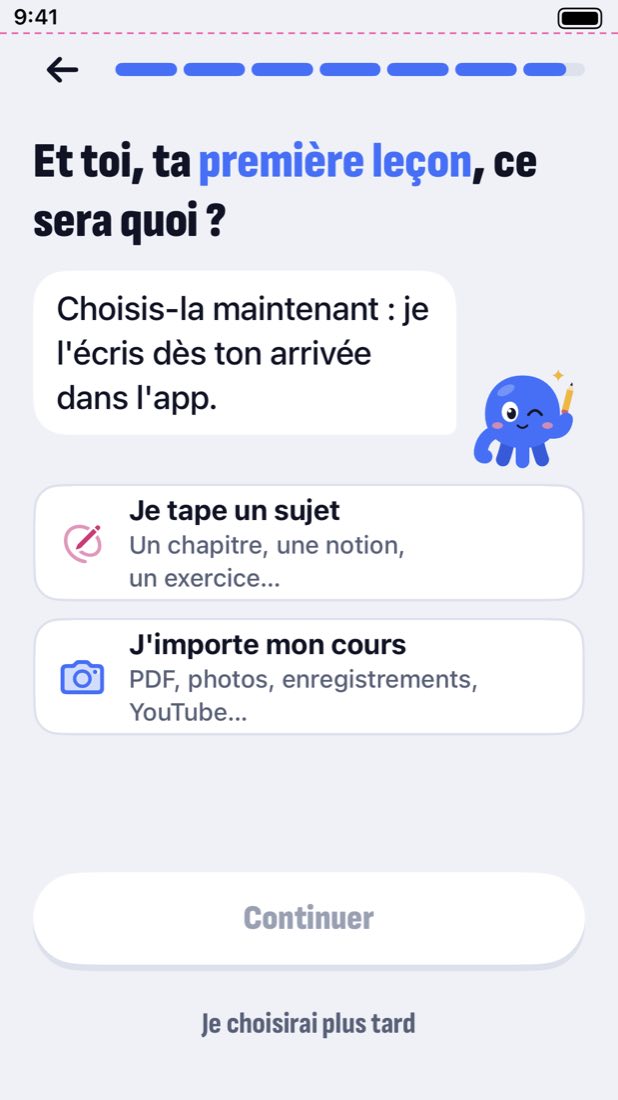 9:41
Et toi, ta première leçon, ce
sera quoi ?
Choisis-la maintenant : je
l'écris dès ton arrivée
dans l'app.
Je tape un sujet
Un chapitre, une notion,
un exercice...
J'importe mon cours
PDF, photos, enregistrements,
YouTube...
Continuer
Je choisirai plus tard